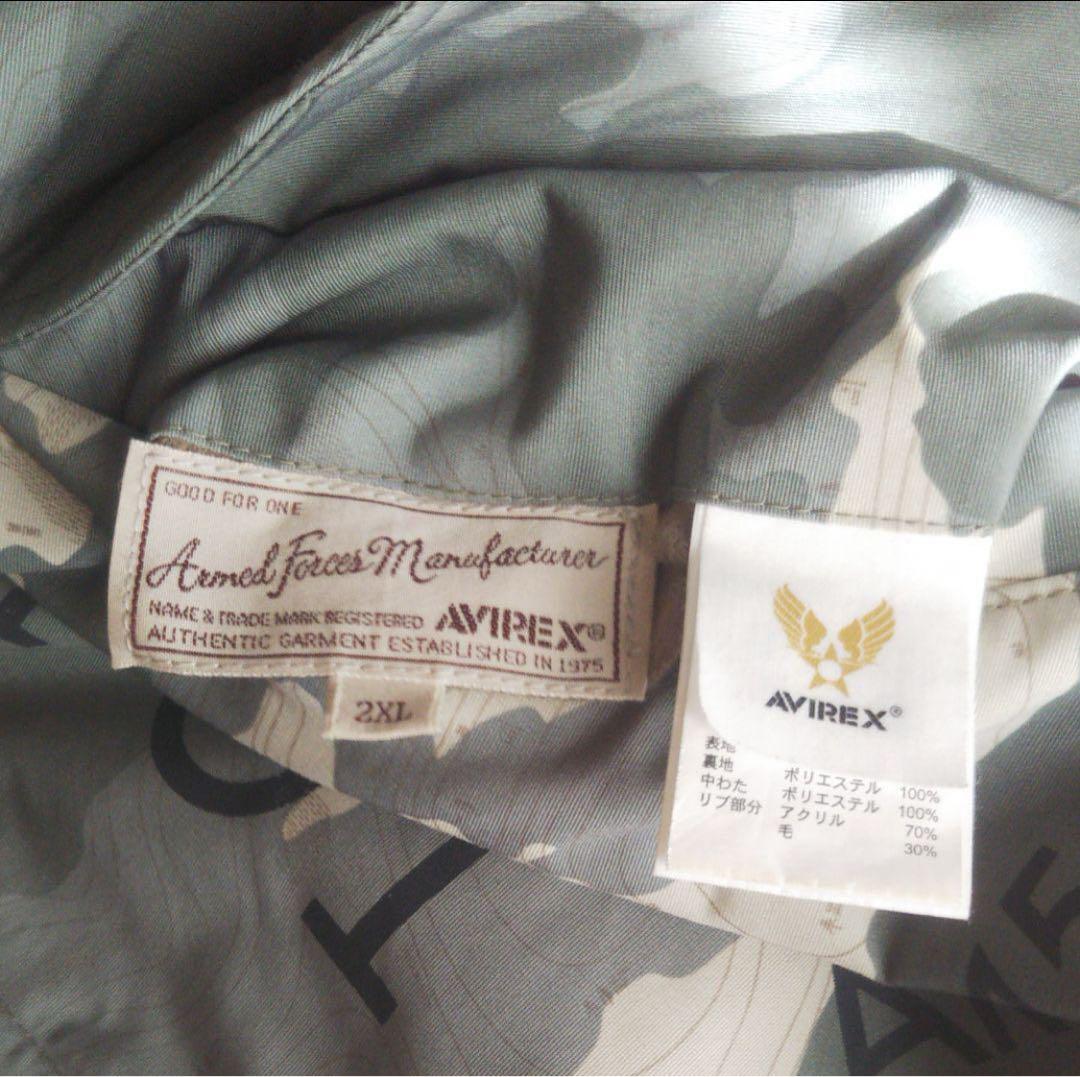 GOOD FOR ONE
Armed Forces Manufacturer
NAME & TRADE MARK REGISTERED AVIREX®
AUTHENTIC GARMENT ESTABLISHED IN 1975
2XL
AVIREX®
表地
裏地 ポリエステル 100%
中わた ポリエステル 100%
リブ部分 アクリル 70%
毛 30%